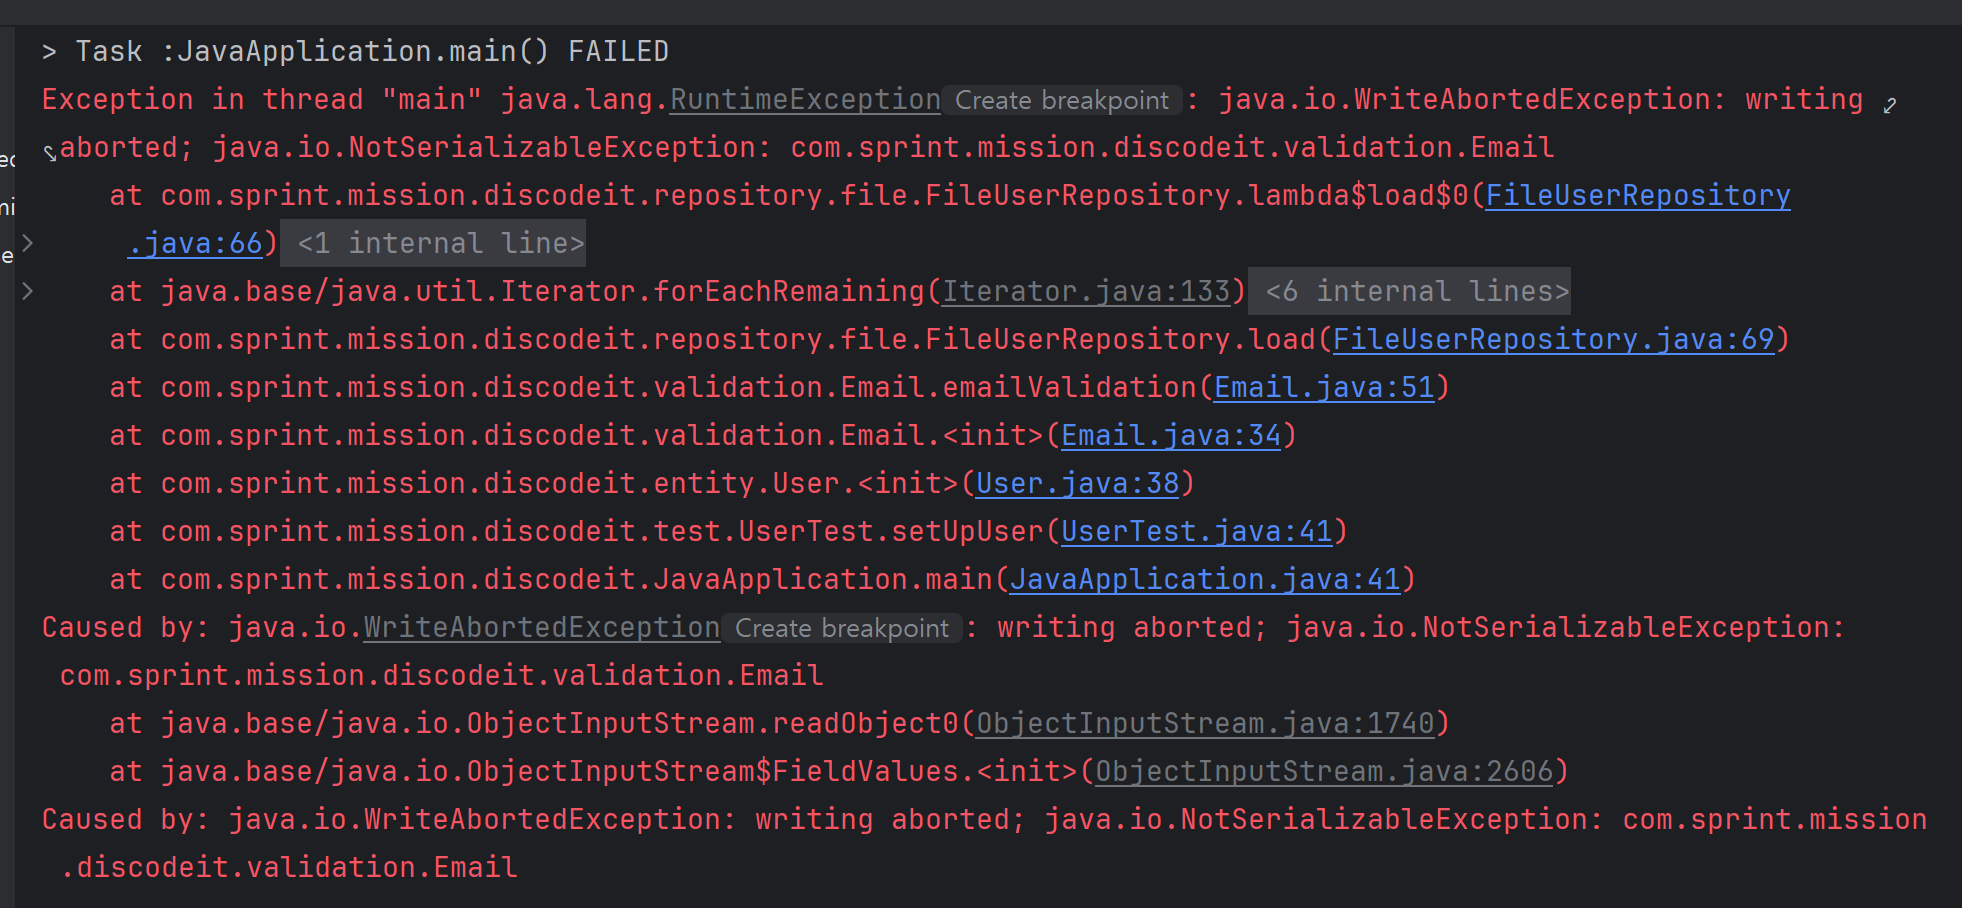 > Task :JavaApplication.main() FAILED
Exception in thread "main" java.lang.RuntimeException Create breakpoint : java.io.WriteAbortedException: writing
aborted; java.io.NotSerializableException: com.sprint.mission.discodeit.validation.Email
at com.sprint.mission.discodeit.repository.file.FileUserRepository.lambda$load$0(FileUserRepository
.java:66) <1 internal line>
at java.base/java.util.Iterator.forEachRemaining(Iterator.java:133) <6 internal lines>
at com.sprint.mission.discodeit.repository.file.FileUserRepository.load(FileUserRepository.java:69)
at com.sprint.mission.discodeit.validation.Email.emailValidation(Email.java:51)
at com.sprint.mission.discodeit.validation.Email.<init>(Email.java:34)
at com.sprint.mission.discodeit.entity.User.<init>(User.java:38)
at com.sprint.mission.discodeit.test.UserTest.setUpUser(UserTest.java:41)
at com.sprint.mission.discodeit.JavaApplication.main(JavaApplication.java:41)
Caused by: java.io.WriteAbortedException Create breakpoint : writing aborted; java.io.NotSerializableException:
com.sprint.mission.discodeit.validation.Email
at java.base/java.io.ObjectInputStream.readObject0(ObjectInputStream.java:1740)
at java.base/java.io.ObjectInputStream$FieldValues.<init>(ObjectInputStream.java:2606)
Caused by: java.io.WriteAbortedException: writing aborted; java.io.NotSerializableException: com.sprint.mission
.discodeit.validation.Email